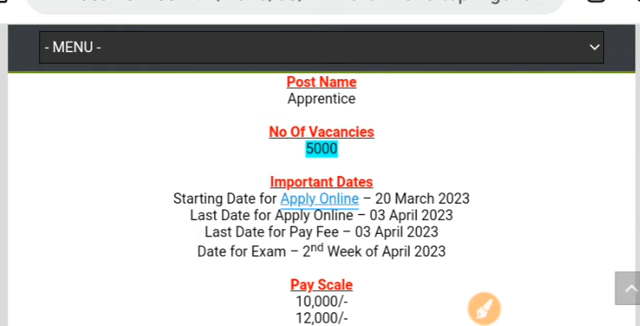 - MENU -
Post Name
Apprentice
No Of Vacancies
5000
Important Dates
Starting Date for Apply Online – 20 March 2023
Last Date for Apply Online – 03 April 2023
Last Date for Pay Fee – 03 April 2023
Date for Exam – 2nd Week of April 2023
Pay Scale
10,000/-
12,000/-